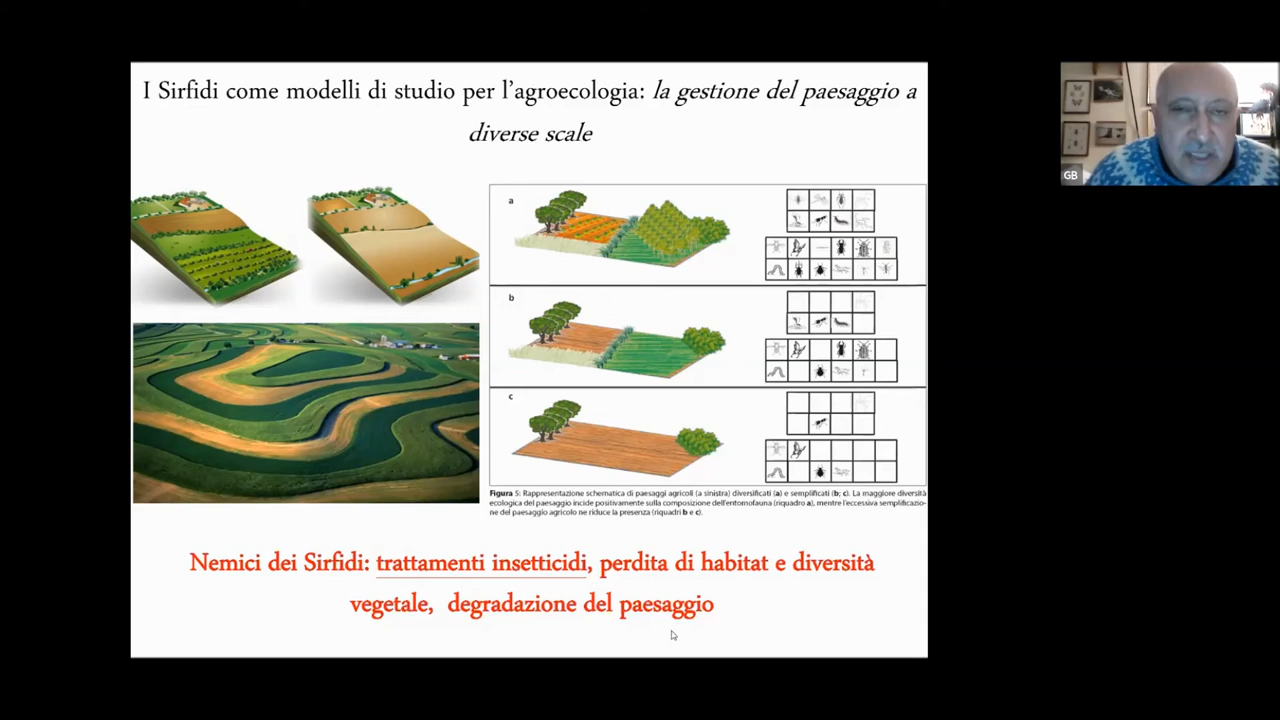 I Sirfidi come modelli di studio per l'agroecologia: la gestione del paesaggio a
diverse scale
a
b
c
Figura 5: Rappresentazione schematica di paesaggi agricoli (a sinistra) diversificati (a) e semplificati (b; c). La maggiore diversità
ecologica del paesaggio incide positivamente sulla composizione dell'entomofauna (riquadro a), mentre l'eccessiva semplificazio-
ne del paesaggio agricolo ne riduce la presenza (riquadri b e c).
Nemici dei Sirfidi: trattamenti insetticidi, perdita di habitat e diversità
vegetale, degradazione del paesaggio
GB